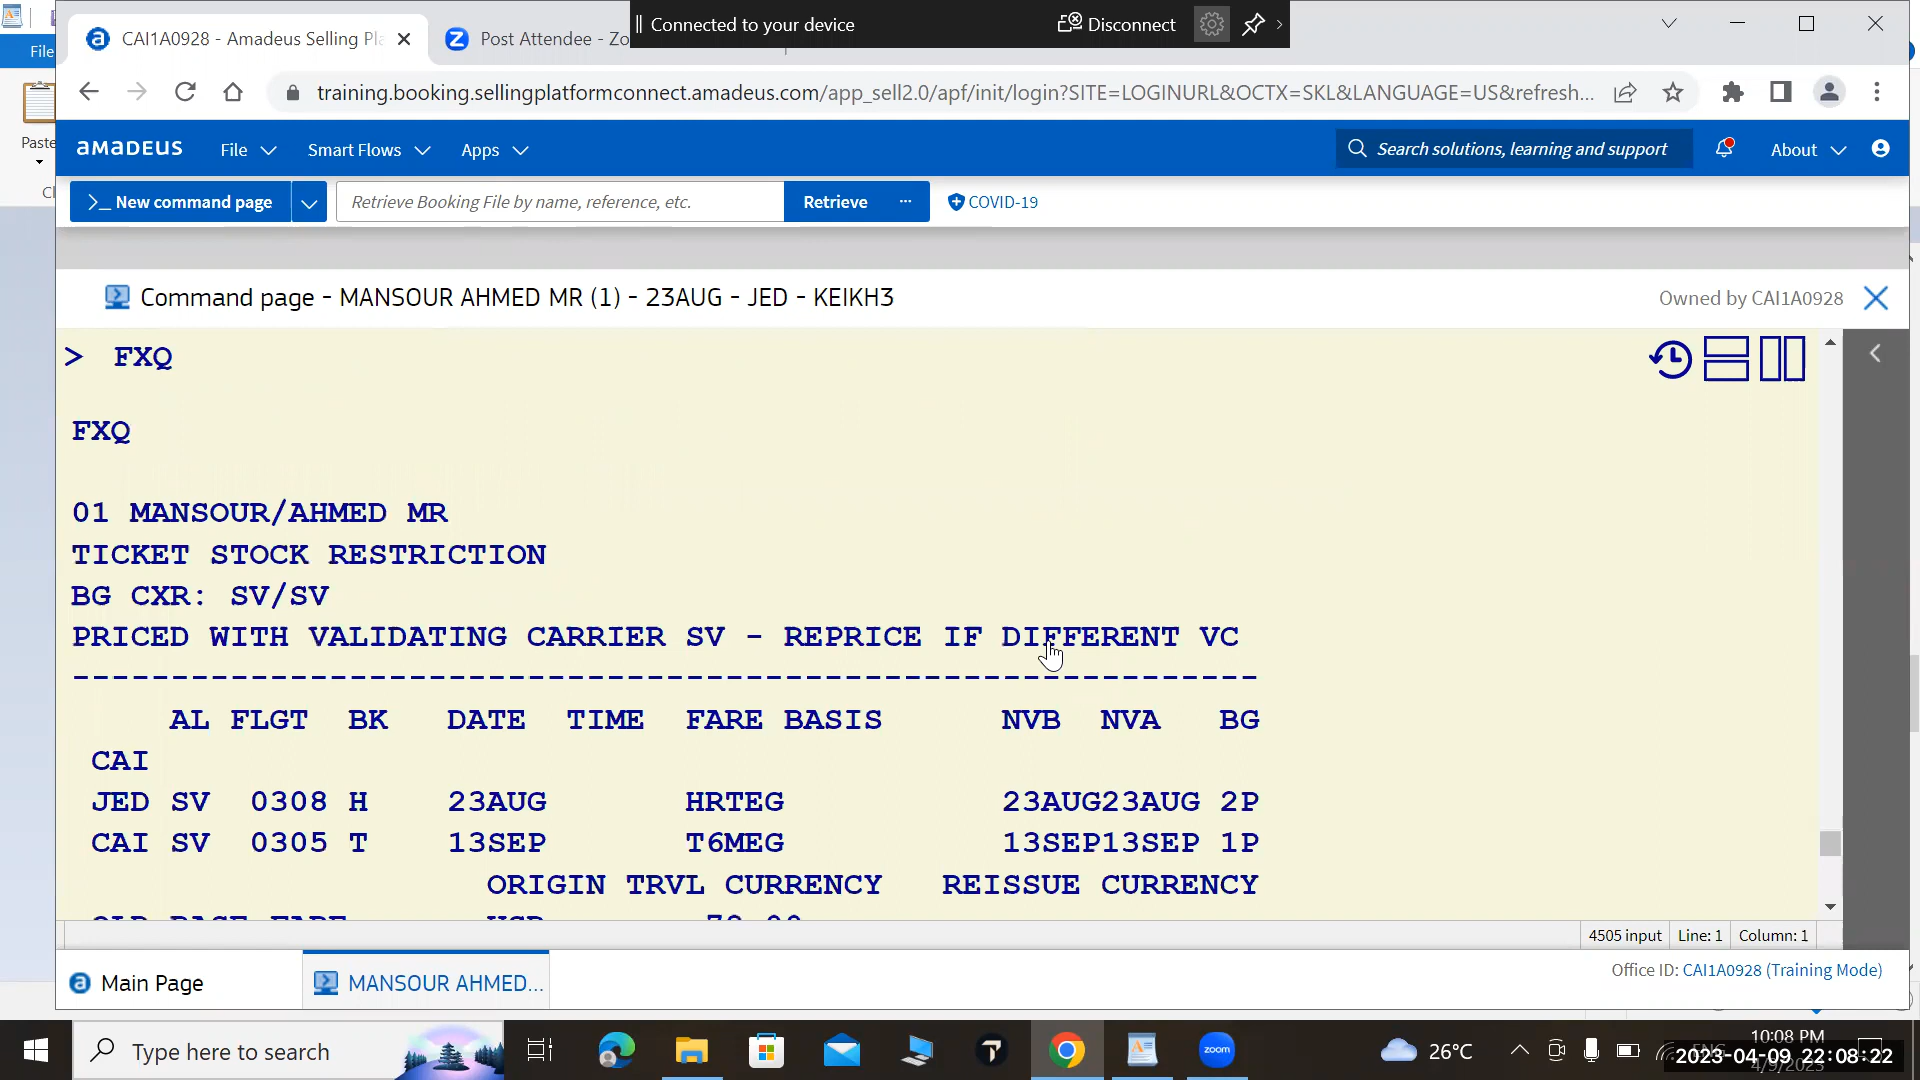 Connected to your device
Disconnect
File
CAI1A0928 - Amadeus Selling Pla
Post Attendee - Zo
training.booking.sellingplatformconnect.amadeus.com/app_sell2.0/apf/init/login?SITE=LOGINURL&OCTX=SKL&LANGUAGE=US&refresh...
Paste
Cl
amadeus
File
Smart Flows
Apps
Search solutions, learning and support
About
>_ New command page
Retrieve Booking File by name, reference, etc.
Retrieve
...
COVID-19
Command page - MANSOUR AHMED MR (1) - 23AUG - JED - KEIKH3
Owned by CAI1A0928
> FXQ
FXQ
01 MANSOUR/AHMED MR
TICKET STOCK RESTRICTION
BG CXR: SV/SV
PRICED WITH VALIDATING CARRIER SV - REPRICE IF DIFFERENT VC
------------------------------------------------------------
AL FLGT BK DATE TIME FARE BASIS NVB NVA BG
CAI
JED SV 0308 H 23AUG HRTEG 23AUG23AUG 2P
CAI SV 0305 T 13SEP T6MEG 13SEP13SEP 1P
ORIGIN TRVL CURRENCY REISSUE CURRENCY
4505 input
Line: 1
Column: 1
Office ID: CAI1A0928 (Training Mode)
Main Page
MANSOUR AHMED...
Type here to search
zoom
26°C
10:08 PM
2023-04-09 22:08:22
4/9/2023